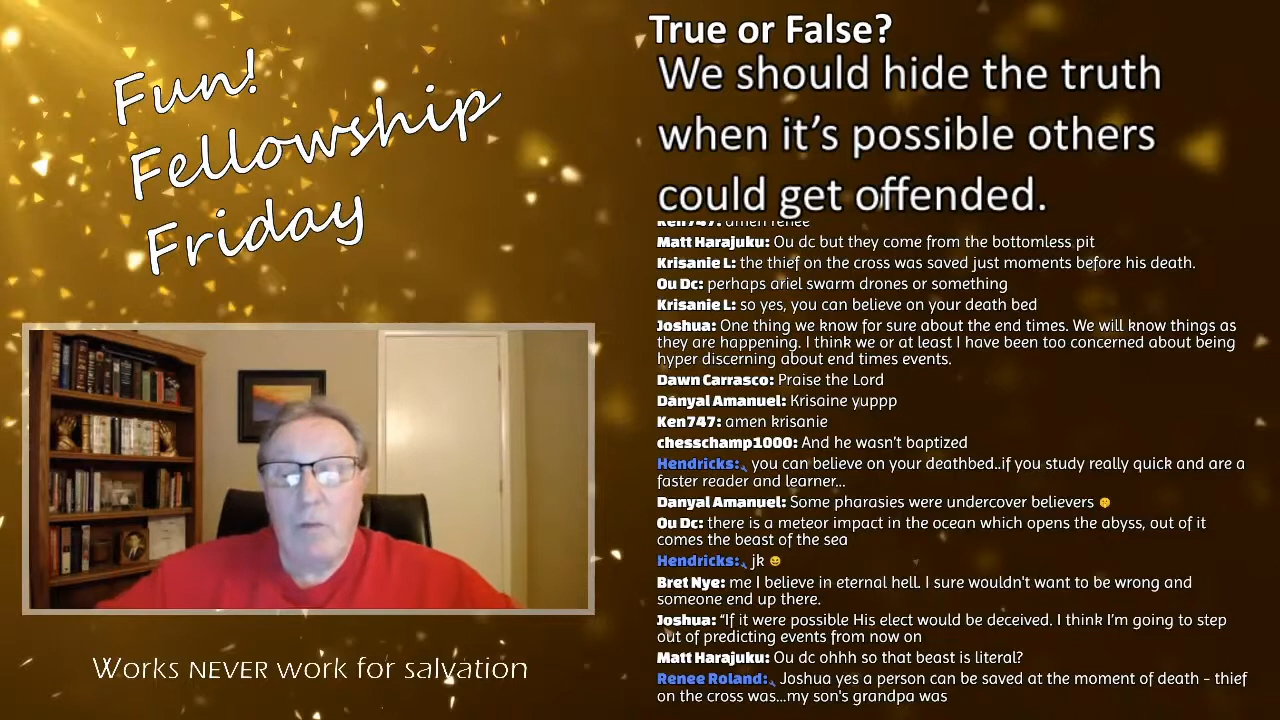 Fun!
Fellowship
Friday
Works NEVER work for salvation
True or False?
We should hide the truth
when it's possible others
could get offended.
Ken747: amen renee
Matt Harajuku: Ou dc but they come from the bottomless pit
Krisanie L: the thief on the cross was saved just moments before his death.
Ou Dc: perhaps ariel swarm drones or something
Krisanie L: so yes, you can believe on your death bed
Joshua: One thing we know for sure about the end times. We will know things as
they are happening. I think we or at least I have been too concerned about being
hyper discerning about end times events.
Dawn Carrasco: Praise the Lord
Danyal Amanuel: Krisaine yuppp
Ken747: amen krisanie
chesschamp1000: And he wasn't baptized
Hendricks: you can believe on your deathbed..if you study really quick and are a
faster reader and learner...
Danyal Amanuel: Some pharasies were undercover believers
Ou Dc: there is a meteor impact in the ocean which opens the abyss, out of it
comes the beast of the sea
Hendricks: jk
Bret Nye: me I believe in eternal hell. I sure wouldn't want to be wrong and
someone end up there.
Joshua: "If it were possible His elect would be deceived. I think I'm going to step
out of predicting events from now on
Matt Harajuku: Ou dc ohhh so that beast is literal?
Renee Roland: Joshua yes a person can be saved at the moment of death - thief
on the cross was...my son's grandpa was